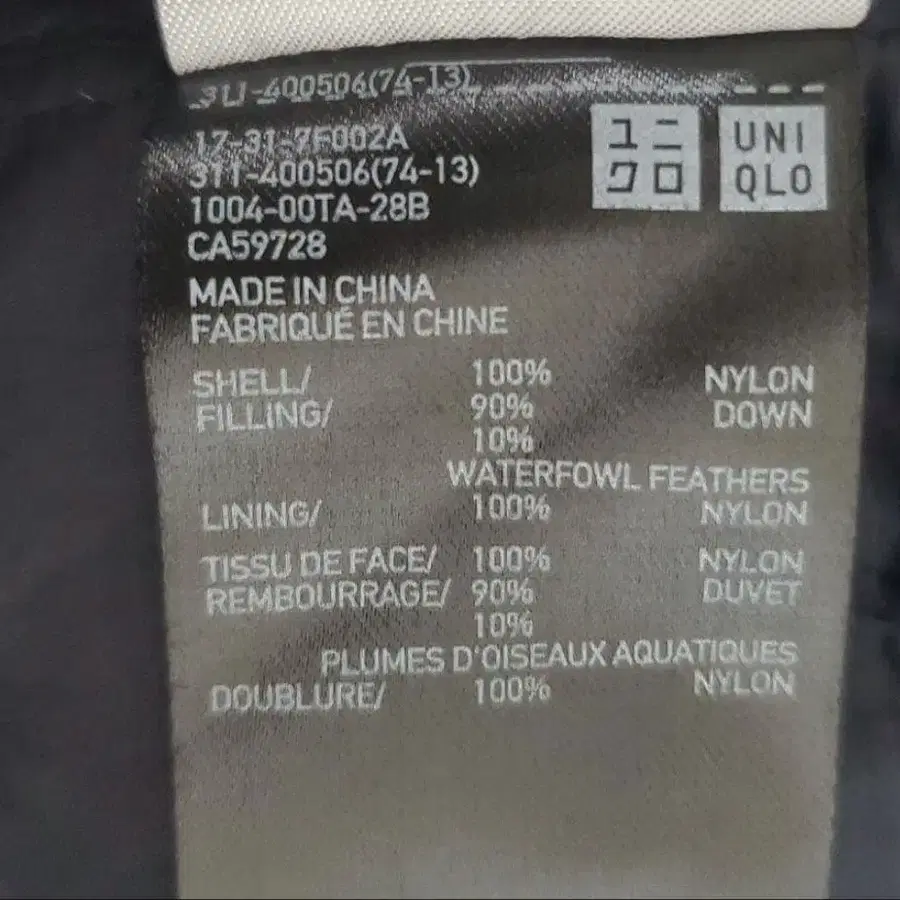 311-400506(74-13)
17-31-7F002A
311-400506(74-13)
1004-00TA-28B
CA59728
ユニ
クロ
UNI
QLO
MADE IN CHINA
FABRIQUÉ EN CHINE
SHELL/ 100% NYLON
FILLING/ 90% DOWN
10%
WATERFOWL FEATHERS
LINING/ 100% NYLON
TISSU DE FACE/ 100% NYLON
REMBOURRAGE/ 90% DUVET
10%
PLUMES D'OISEAUX AQUATIQUES
DOUBLURE/ 100% NYLON